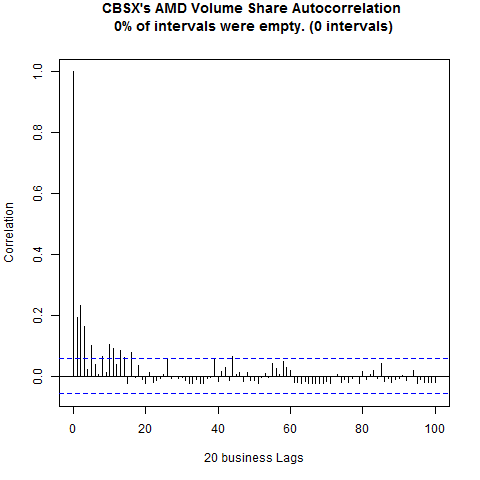 CBSX's AMD Volume Share Autocorrelation
0% of intervals were empty. (0 intervals)
1.0
0.8
0.6
0.4
0.2
0.0
Correlation
0 20 40 60 80 100
20 business Lags